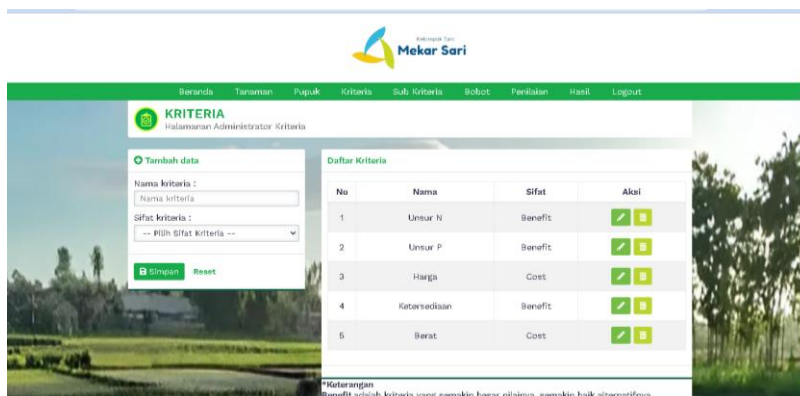 Kelompok Tani
Mekar Sari
Beranda Tanaman Pupuk Kriteria Sub Kriteria Bobot Penilaian Hasil Logout
KRITERIA
Halamanan Administrator Kriteria
Tambah data
Nama kriteria :
Nama kriteria
Sifat kriteria :
-- Pilih Sifat Kriteria --
Simpan Reset
Daftar Kriteria
No Nama Sifat Aksi
1 Unsur N Benefit
2 Unsur P Benefit
3 Harga Cost
4 Ketersediaan Benefit
5 Berat Cost
*Keterangan
Benefit adalah kriteria yang semakin besar nilainya, semakin baik alternatifnya